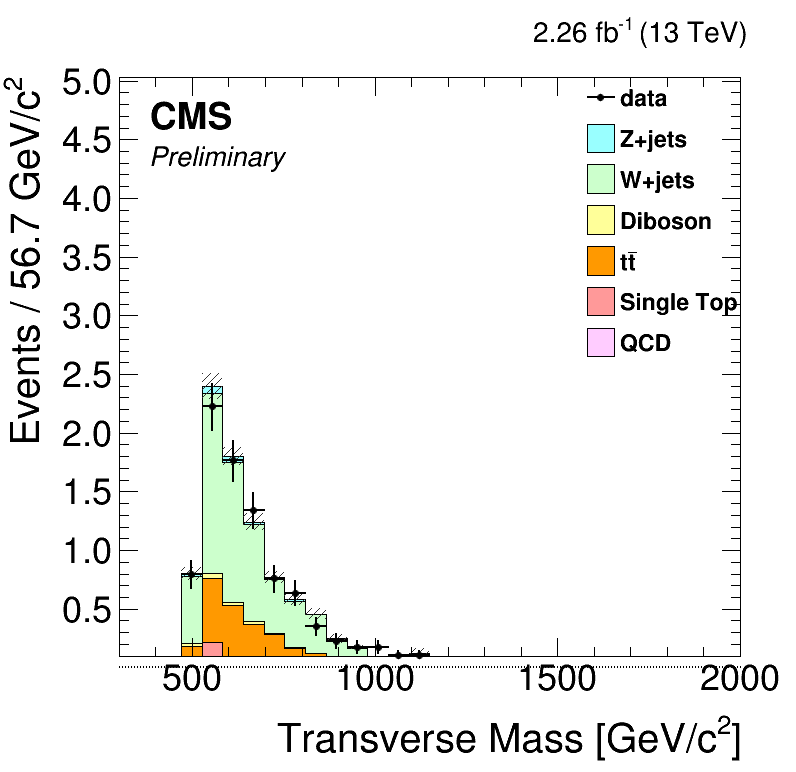 2.26 fb⁻¹ (13 TeV)
Events / 56.7 GeV/c²
5.0
4.5
4.0
3.5
3.0
2.5
2.0
1.5
1.0
0.5
CMS
Preliminary
data
Z+jets
W+jets
Diboson
tt̄
Single Top
QCD
500 1000 1500 2000
Transverse Mass [GeV/c²]